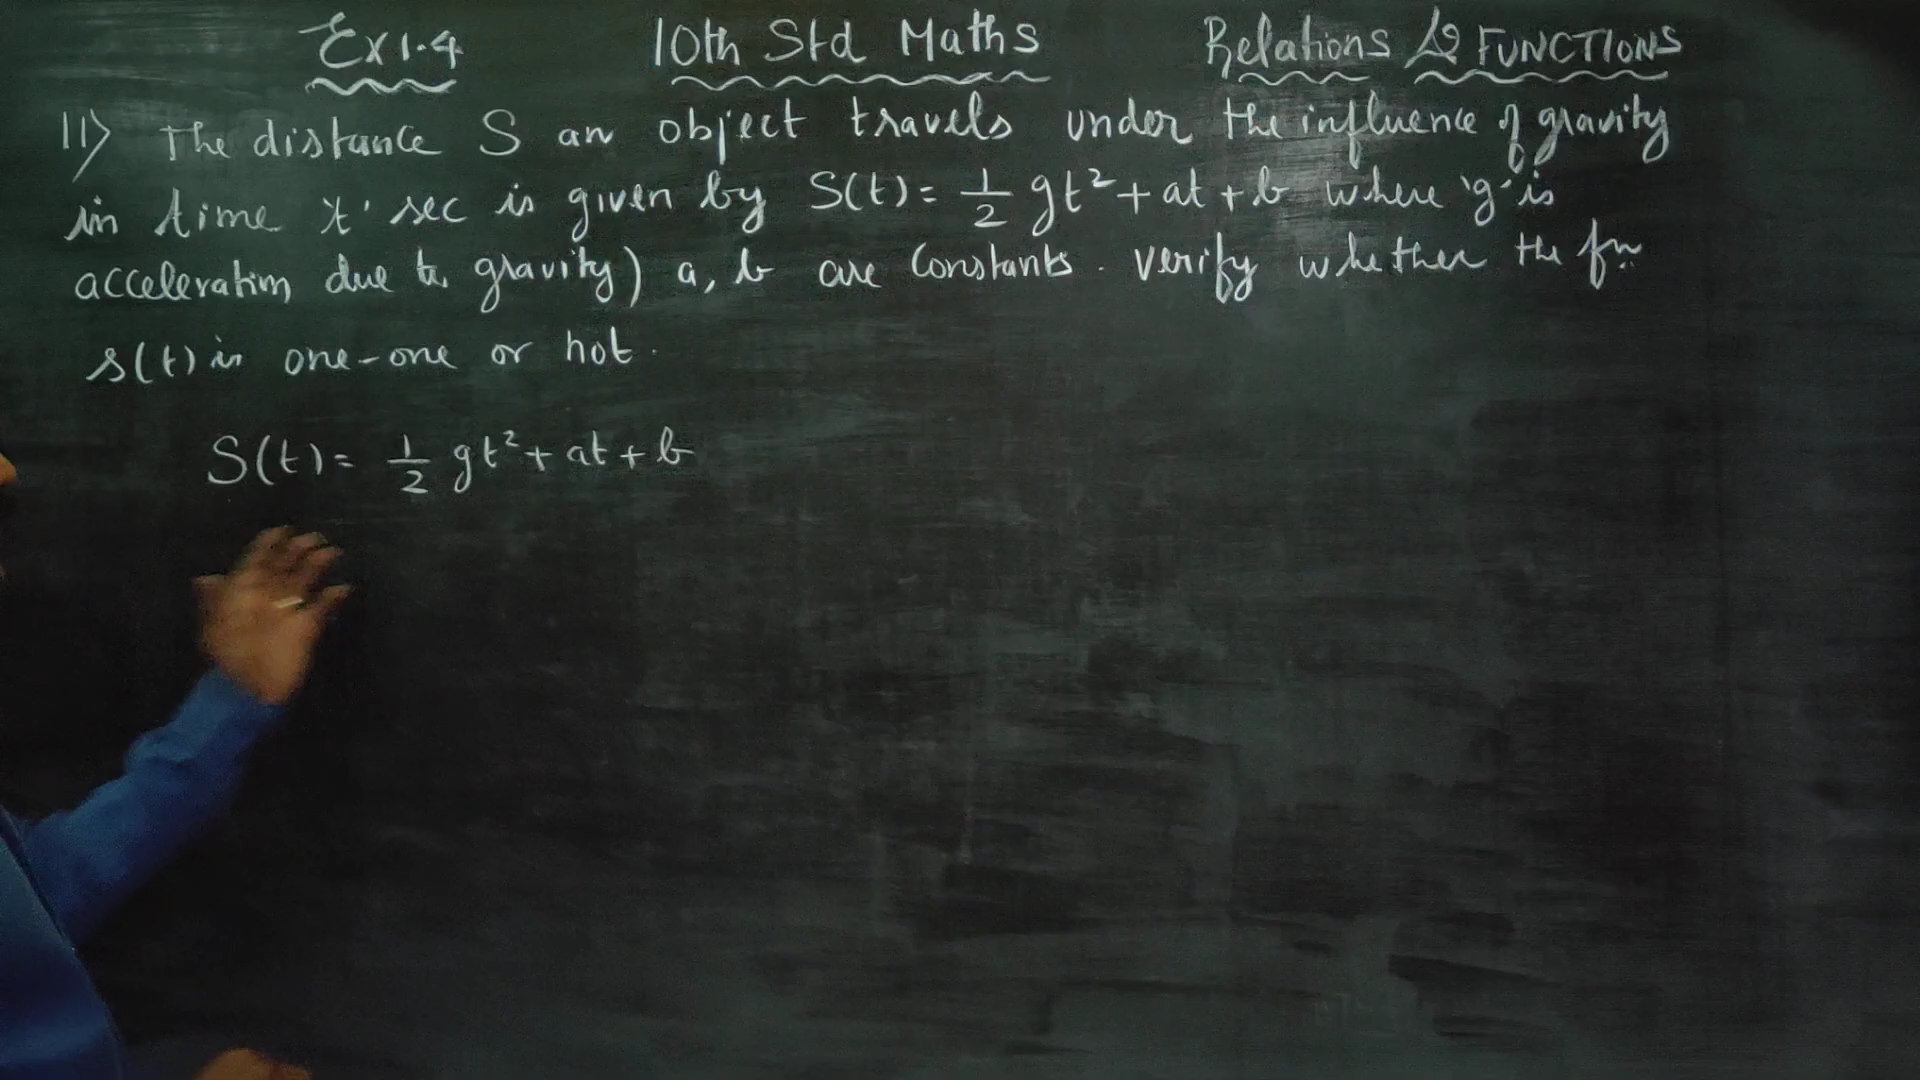 Ex 1.4 10th Std Maths Relations & FUNCTIONS
11) The distance S an object travels under the influence of gravity
in time 't' sec is given by S(t) = 1/2 gt² + at + b where 'g' is
acceleration due to gravity) a, b are constants. verify whether the fn
s(t) is one-one or not.
S(t) = 1/2 gt² + at + b